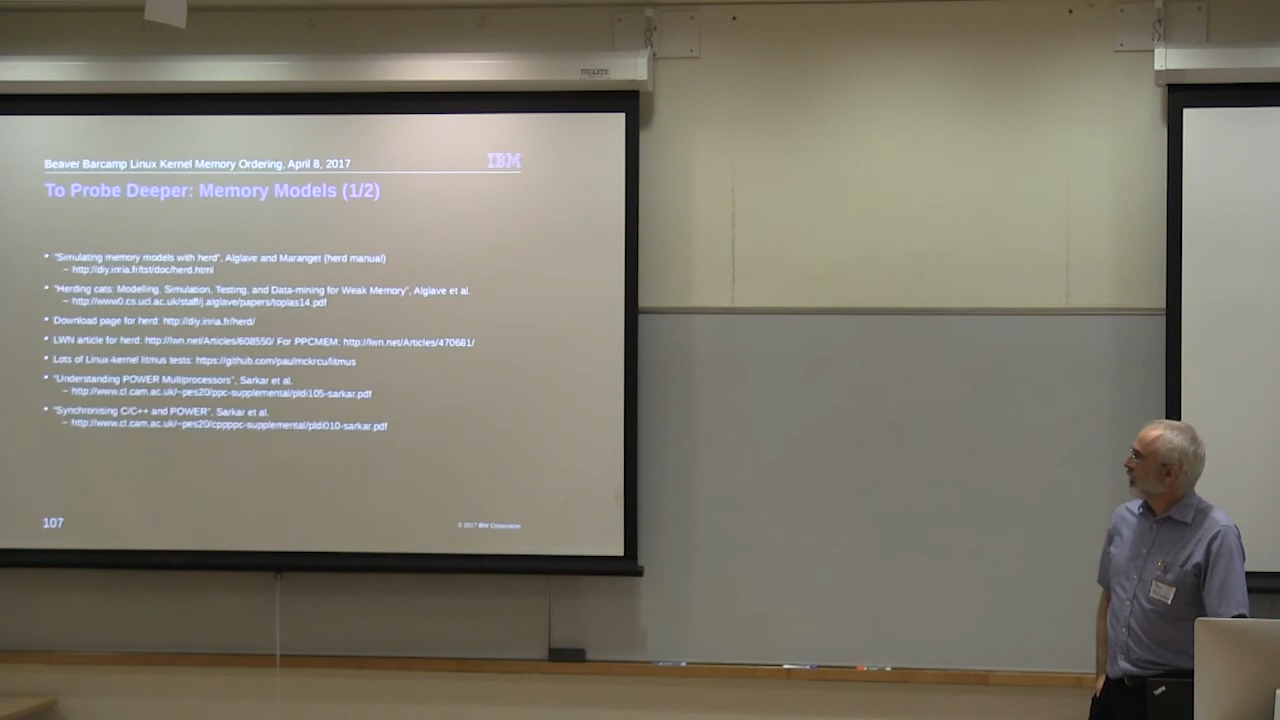 Beaver Barcamp Linux Kernel Memory Ordering, April 8, 2017
IBM
To Probe Deeper: Memory Models (1/2)
• "Simulating memory models with herd", Alglave and Maranget (herd manual)
– http://diy.inria.fr/tst/doc/herd.html
• "Herding cats: Modelling, Simulation, Testing, and Data-mining for Weak Memory", Alglave et al.
– http://www0.cs.ucl.ac.uk/staff/j.alglave/papers/toplas14.pdf
• Download page for herd: http://diy.inria.fr/herd/
• LWN article for herd: http://lwn.net/Articles/608550/ For PPCMEM: http://lwn.net/Articles/470681/
• Lots of Linux-kernel litmus tests: https://github.com/paulmckrcu/litmus
• "Understanding POWER Multiprocessors", Sarkar et al.
– http://www.cl.cam.ac.uk/~pes20/ppc-supplemental/pldi105-sarkar.pdf
• "Synchronising C/C++ and POWER", Sarkar et al.
– http://www.cl.cam.ac.uk/~pes20/cppppc-supplemental/pldi010-sarkar.pdf
107
© 2017 IBM Corporation